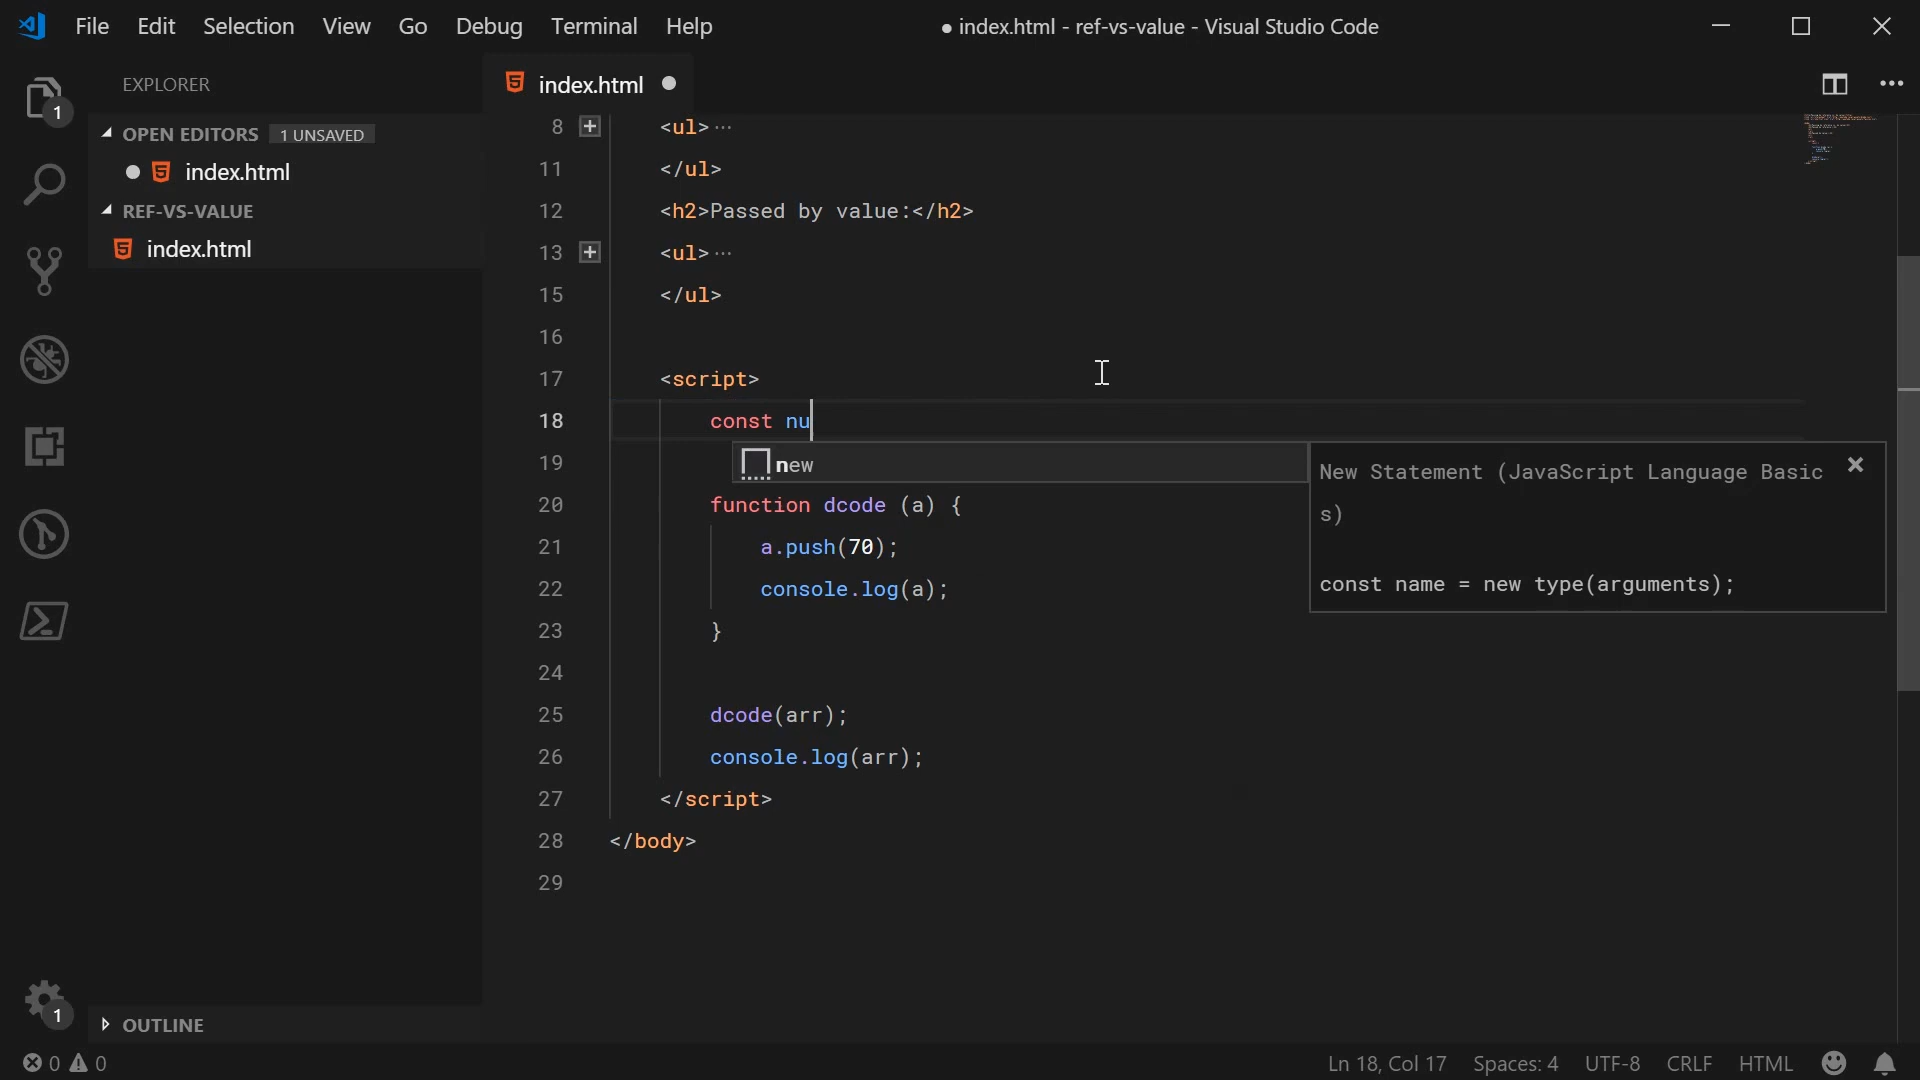 File Edit Selection View Go Debug Terminal Help
● index.html - ref-vs-value - Visual Studio Code
EXPLORER
OPEN EDITORS 1 UNSAVED
index.html
REF-VS-VALUE
index.html
OUTLINE
1
1
index.html
8 <ul>···
11 </ul>
12 <h2>Passed by value:</h2>
13 <ul>···
15 </ul>
16
17 <script>
18 const nu
19
20 function dcode (a) {
21 a.push(70);
22 console.log(a);
23 }
24
25 dcode(arr);
26 console.log(arr);
27 </script>
28 </body>
29
new
New Statement (JavaScript Language Basic
s)
const name = new type(arguments);
0 0
Ln 18, Col 17 Spaces: 4 UTF-8 CRLF HTML